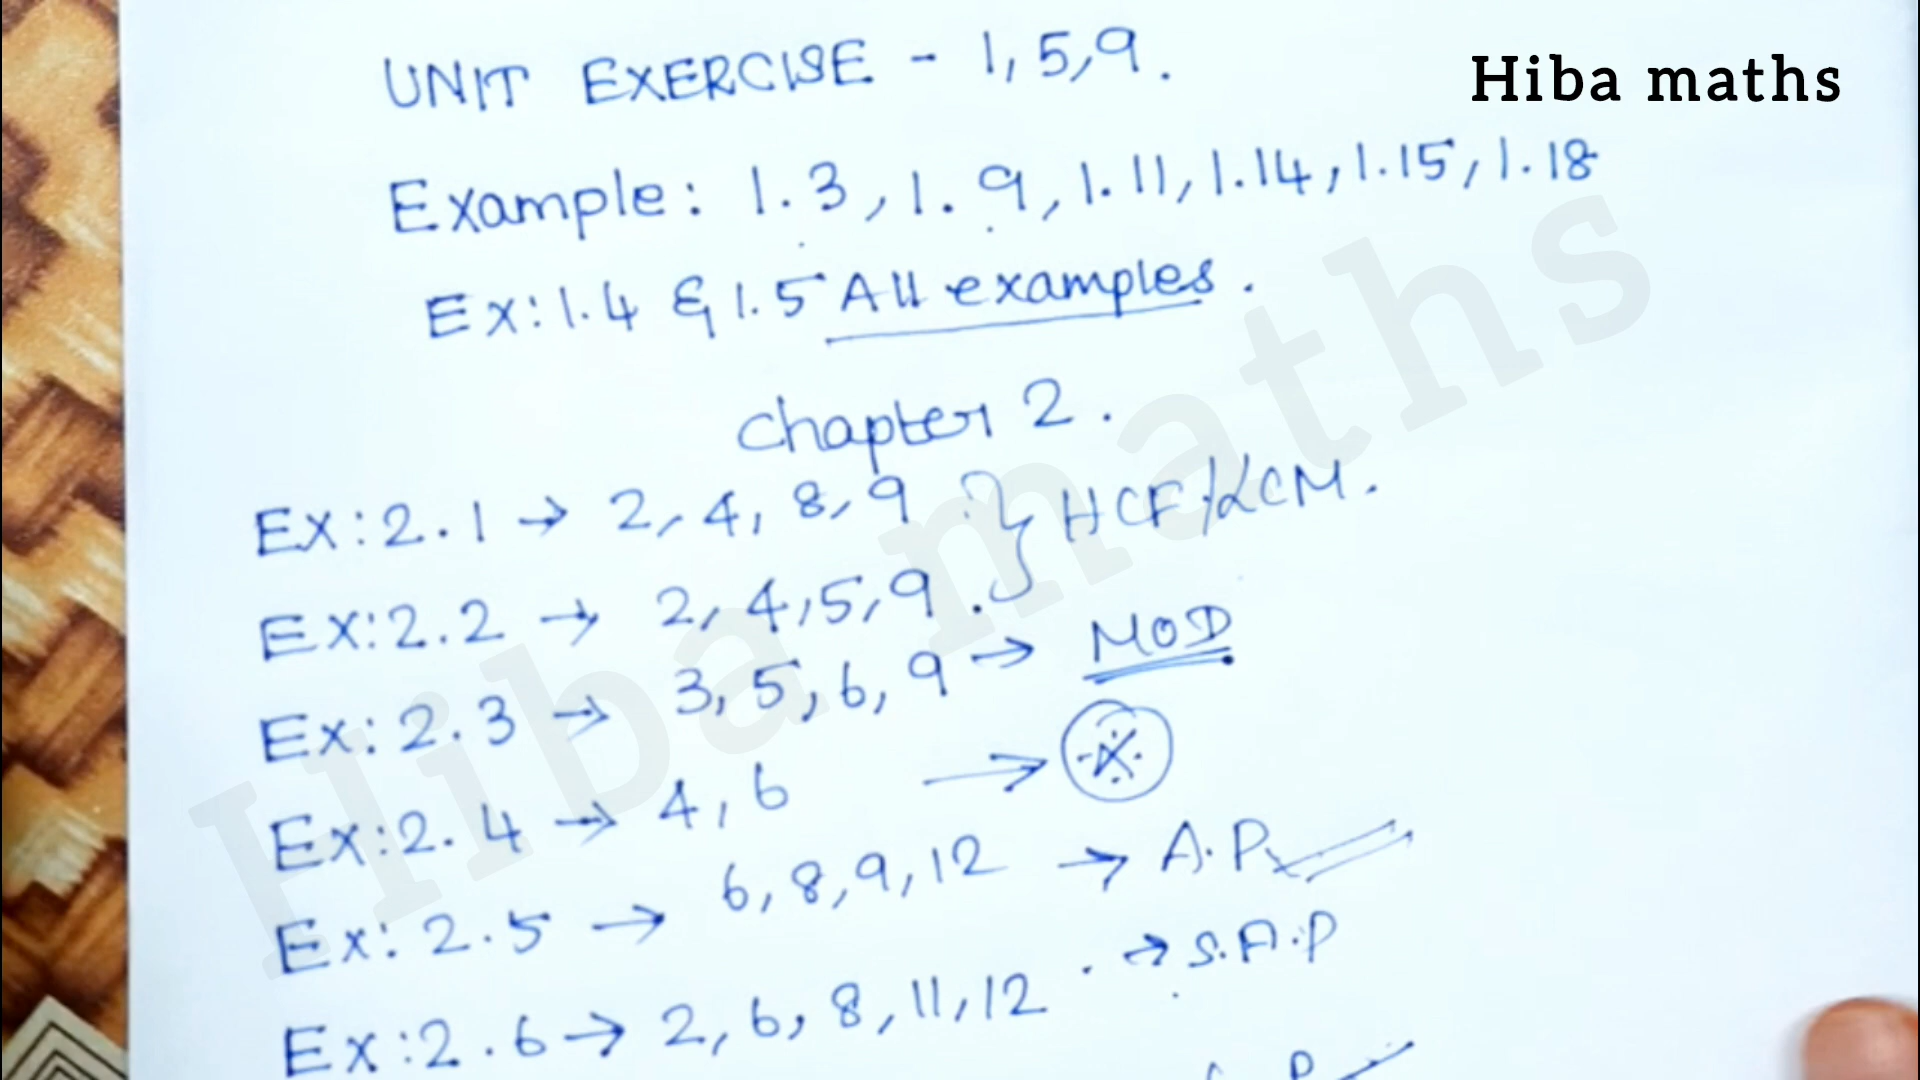 Hiba maths
UNIT EXERCISE - 1, 5, 9.
Example: 1.3, 1.9, 1.11, 1.14, 1.15, 1.18
Ex: 1.4 & 1.5 All examples.
Chapter 2.
Ex: 2.1 → 2, 4, 8, 9 } HCF/LCM.
Ex: 2.2 → 2, 4, 5, 9.
Ex: 2.3 → 3, 5, 6, 9 → MOD
Ex: 2.4 → 4, 6 →
Ex: 2.5 → 6, 8, 9, 12 → A.P
Ex: 2.6 → 2, 6, 8, 11, 12. → S.A.P
Hiba maths